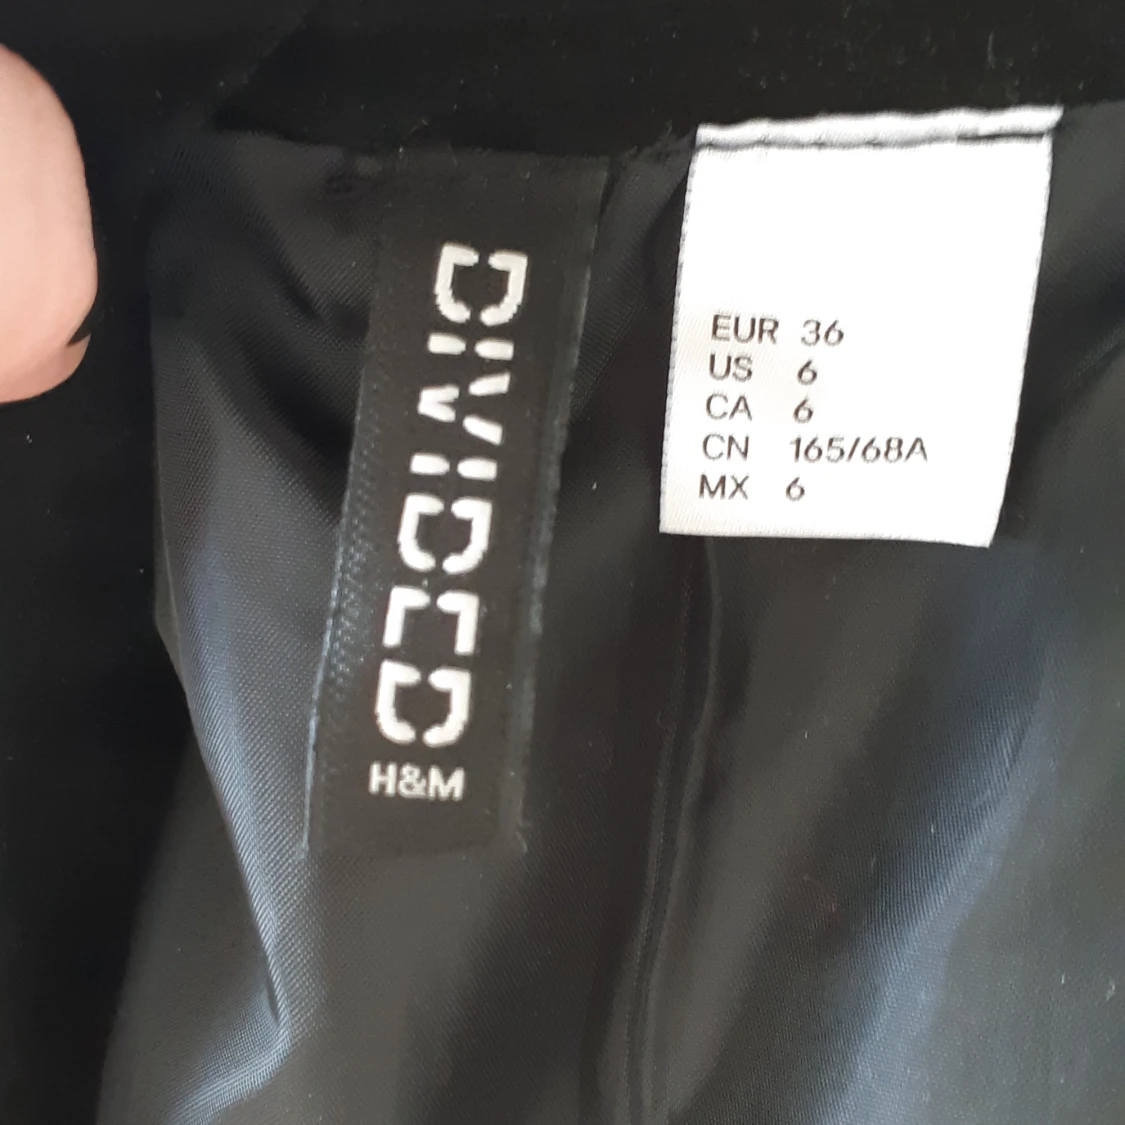 DIVIDED
H&M
EUR 36
US 6
CA 6
CN 165/68A
MX 6